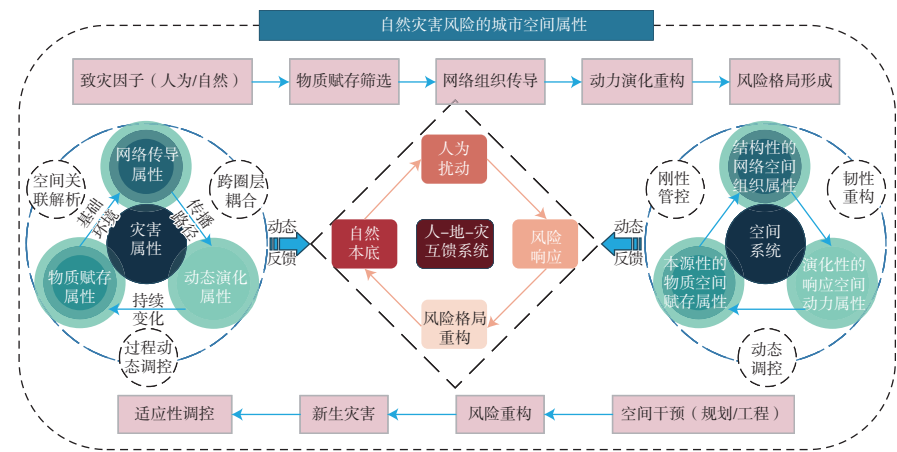 自然灾害风险的城市空间属性
致灾因子（人为/自然）
物质赋存筛选
网络组织传导
动力演化重构
风险格局形成
网络传导
属性
空间关
联解析
跨圈层
耦合
基础
环境
传播
路径
灾害
属性
物质赋存
属性
动态演化
属性
持续
变化
过程动
态调控
动态
反馈
人为
扰动
自然
本底
人–地–灾
互馈系统
风险
响应
风险格局
重构
动态
反馈
结构性的
网络空间
组织属性
刚性
管控
韧性
重构
空间
系统
本源性的
物质空间
赋存属性
演化性的
响应空间
动力属性
动态
调控
适应性调控
新生灾害
风险重构
空间干预（规划/工程）